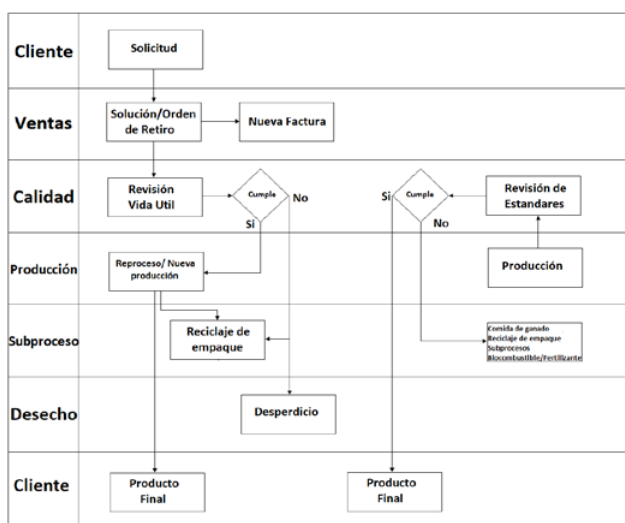 Cliente
Solicitud
Ventas
Solución/Orden
de Retiro
Nueva Factura
Calidad
Revisión
Vida Util
Cumple
No
Si
Si
Cumple
No
Revisión de
Estandares
Producción
Reproceso/ Nueva
producción
Producción
Subproceso
Reciclaje de
empaque
Comida de ganado
Reciclaje de empaque
Subprocesos
Biocombustible/Fertilizante
Desecho
Desperdicio
Cliente
Producto
Final
Producto
Final